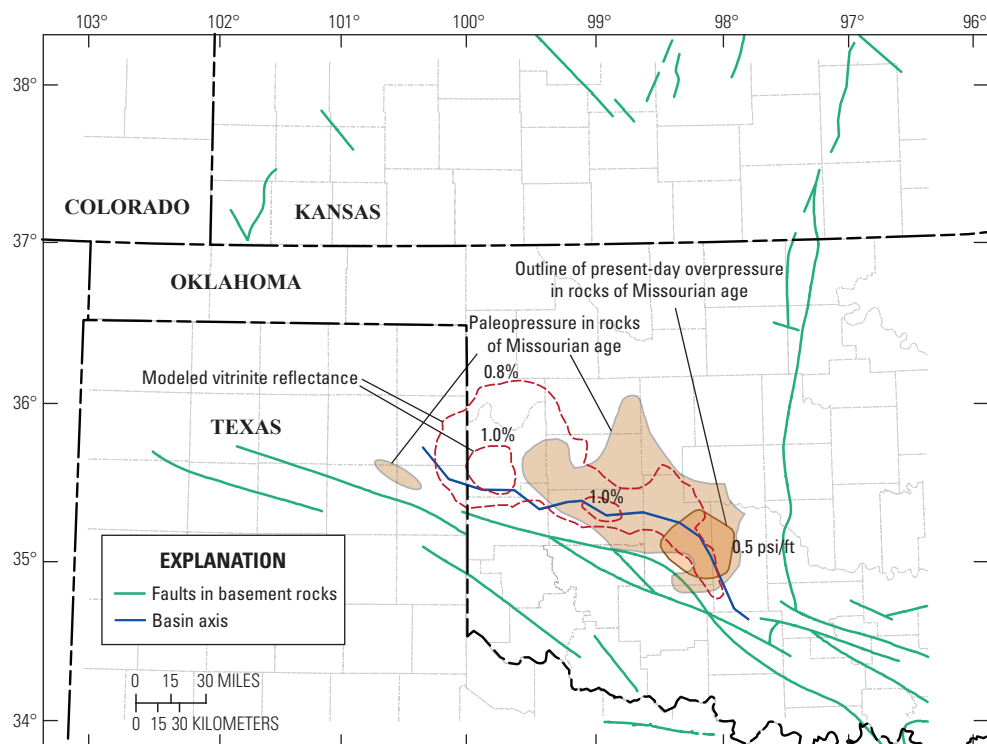 103°
102°
101°
100°
99°
98°
97°
96°
38°
COLORADO
KANSAS
37°
Outline of present-day overpressure
in rocks of Missourian age
OKLAHOMA
Paleopressure in rocks
of Missourian age
0.8%
Modeled vitrinite reflectance
36°
TEXAS
1.0%
1.0%
0.5 psi/ft
35°
EXPLANATION
Faults in basement rocks
Basin axis
0 15 30 MILES
0 15 30 KILOMETERS
34°